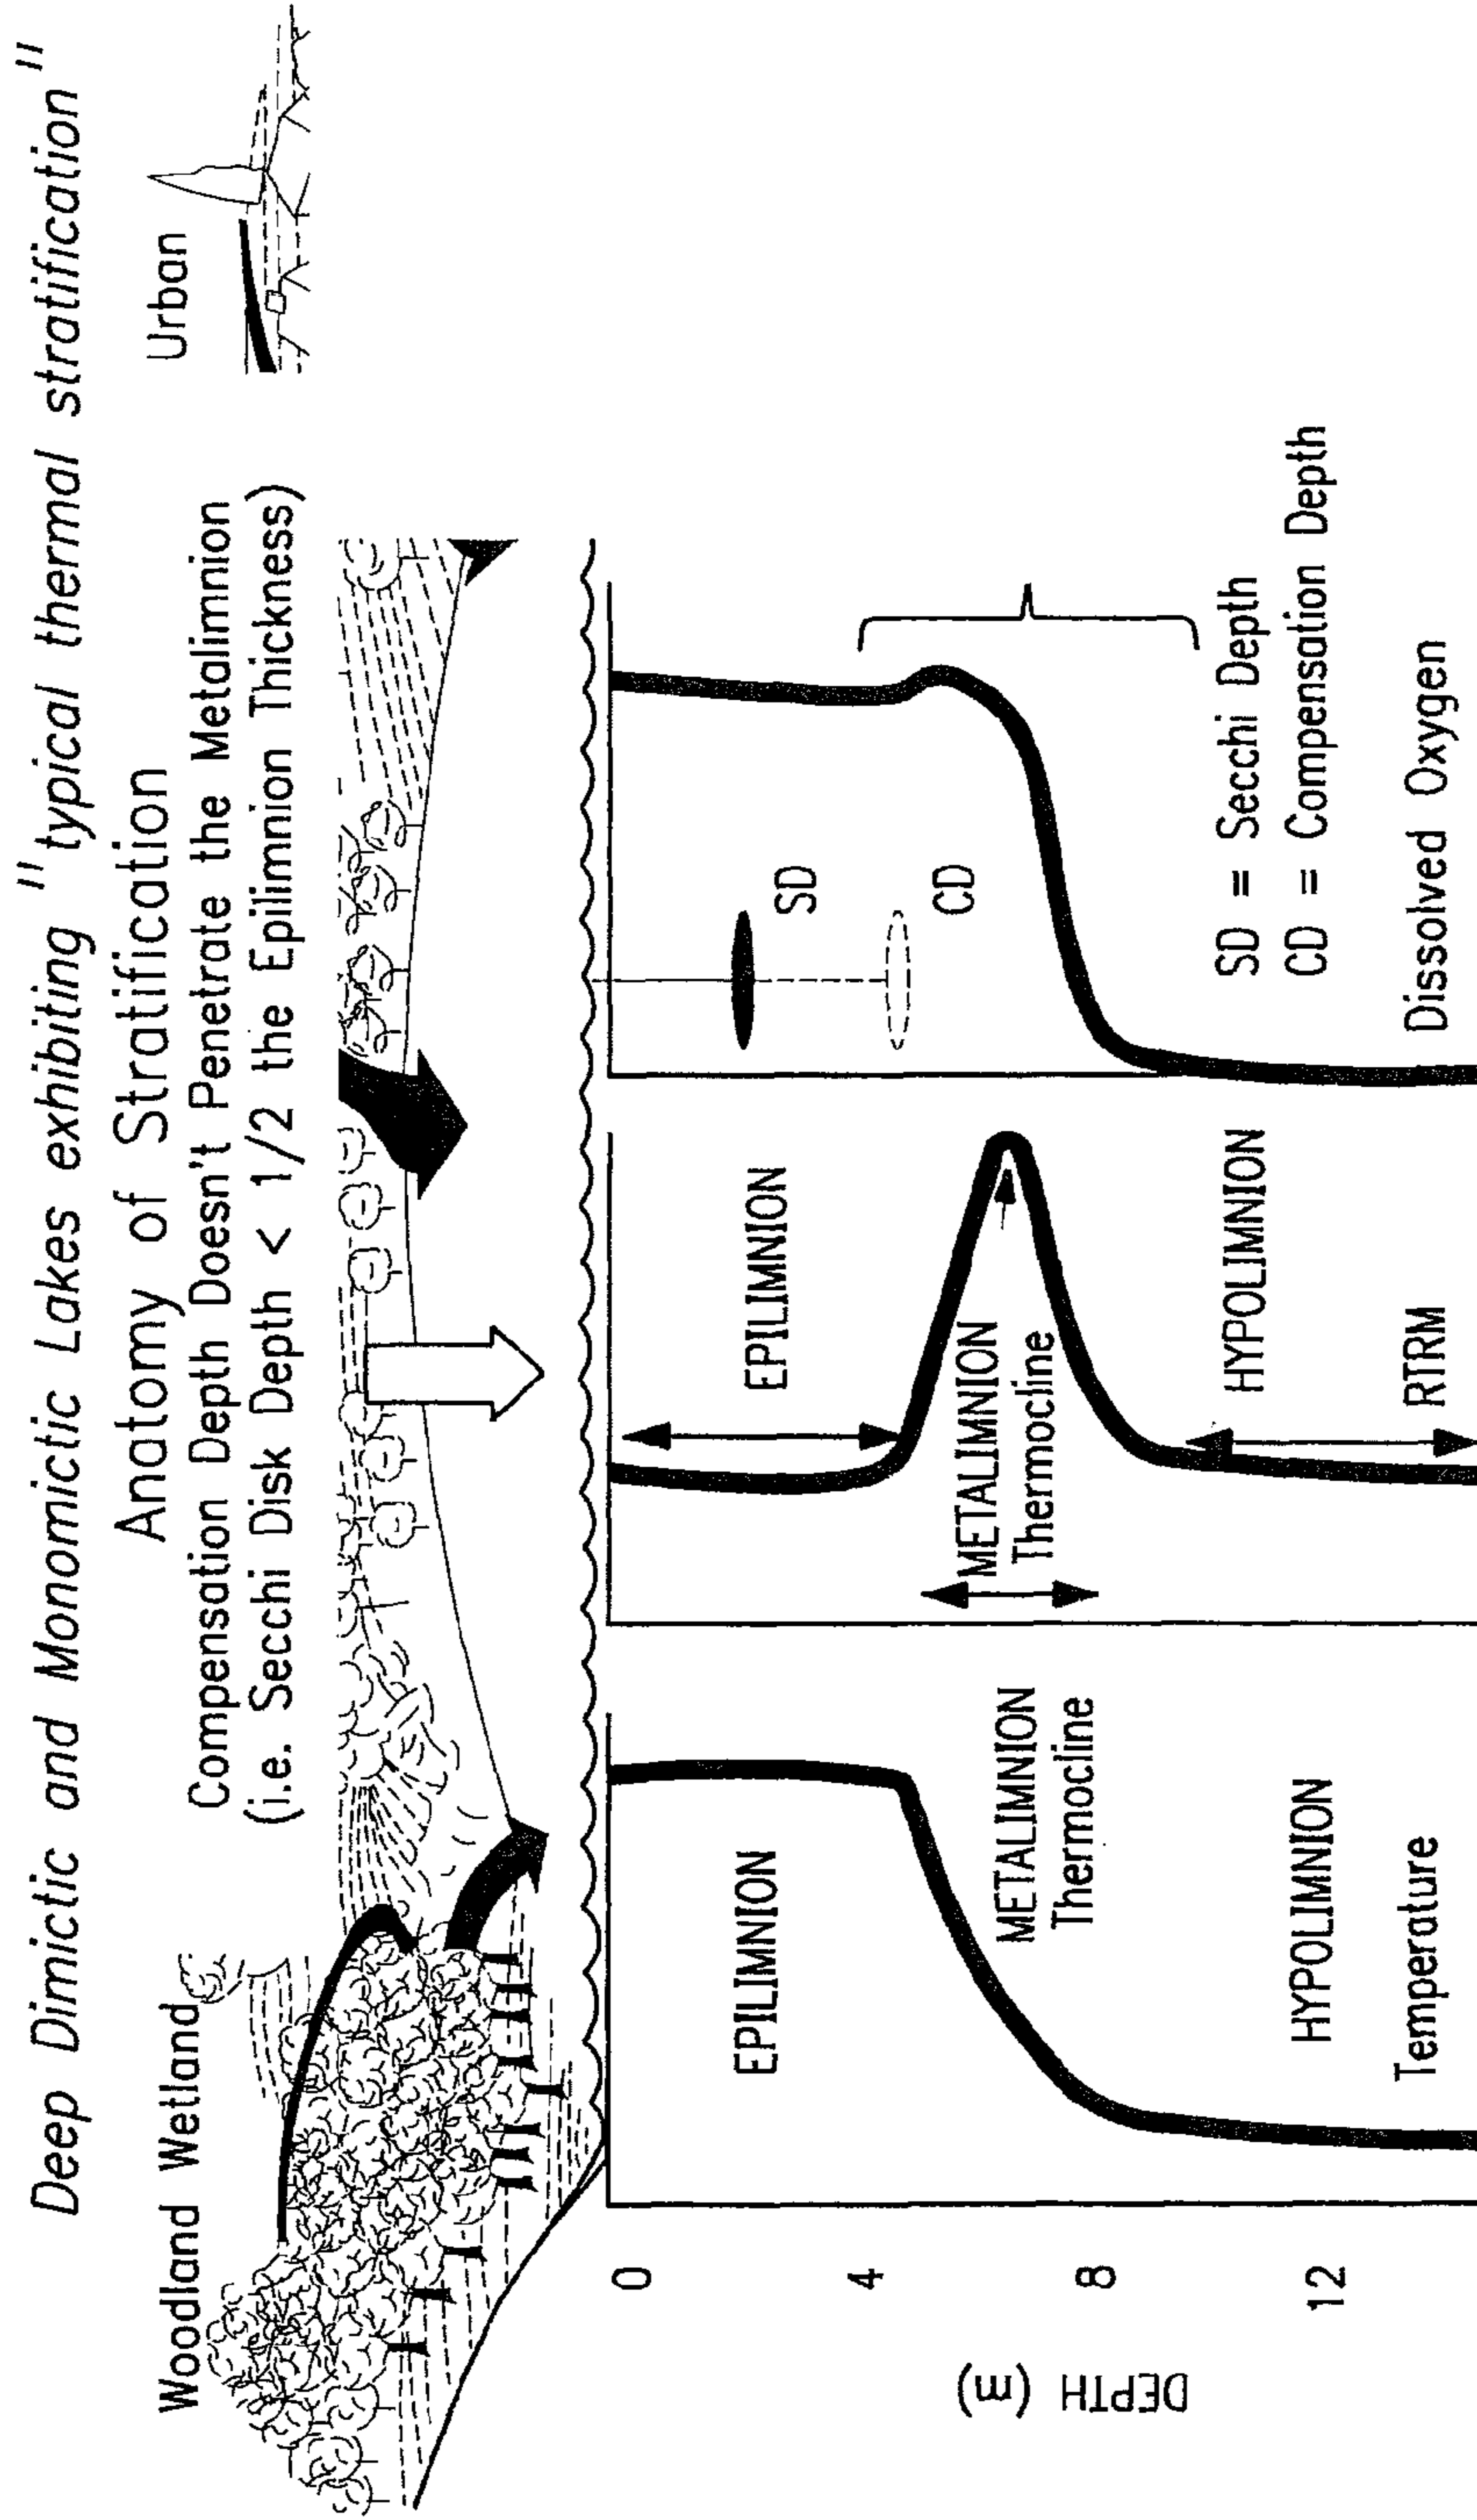 Deep Dimictic and Monomictic Lakes exhibiting "typical thermal stratification"
Anatomy of Stratification
Compensation Depth Doesn't Penetrate the Metalimnion
(i.e. Secchi Disk Depth < 1/2 the Epilimnion Thickness)
Woodland Wetland
Urban
DEPTH (m)
0
4
8
12
EPILIMNION
METALIMNION
Thermocline
HYPOLIMNION
Temperature
EPILIMNION
METALIMNION
Thermocline
HYPOLIMNION
RTRM
SD
CD
SD = Secchi Depth
CD = Compensation Depth
Dissolved Oxygen